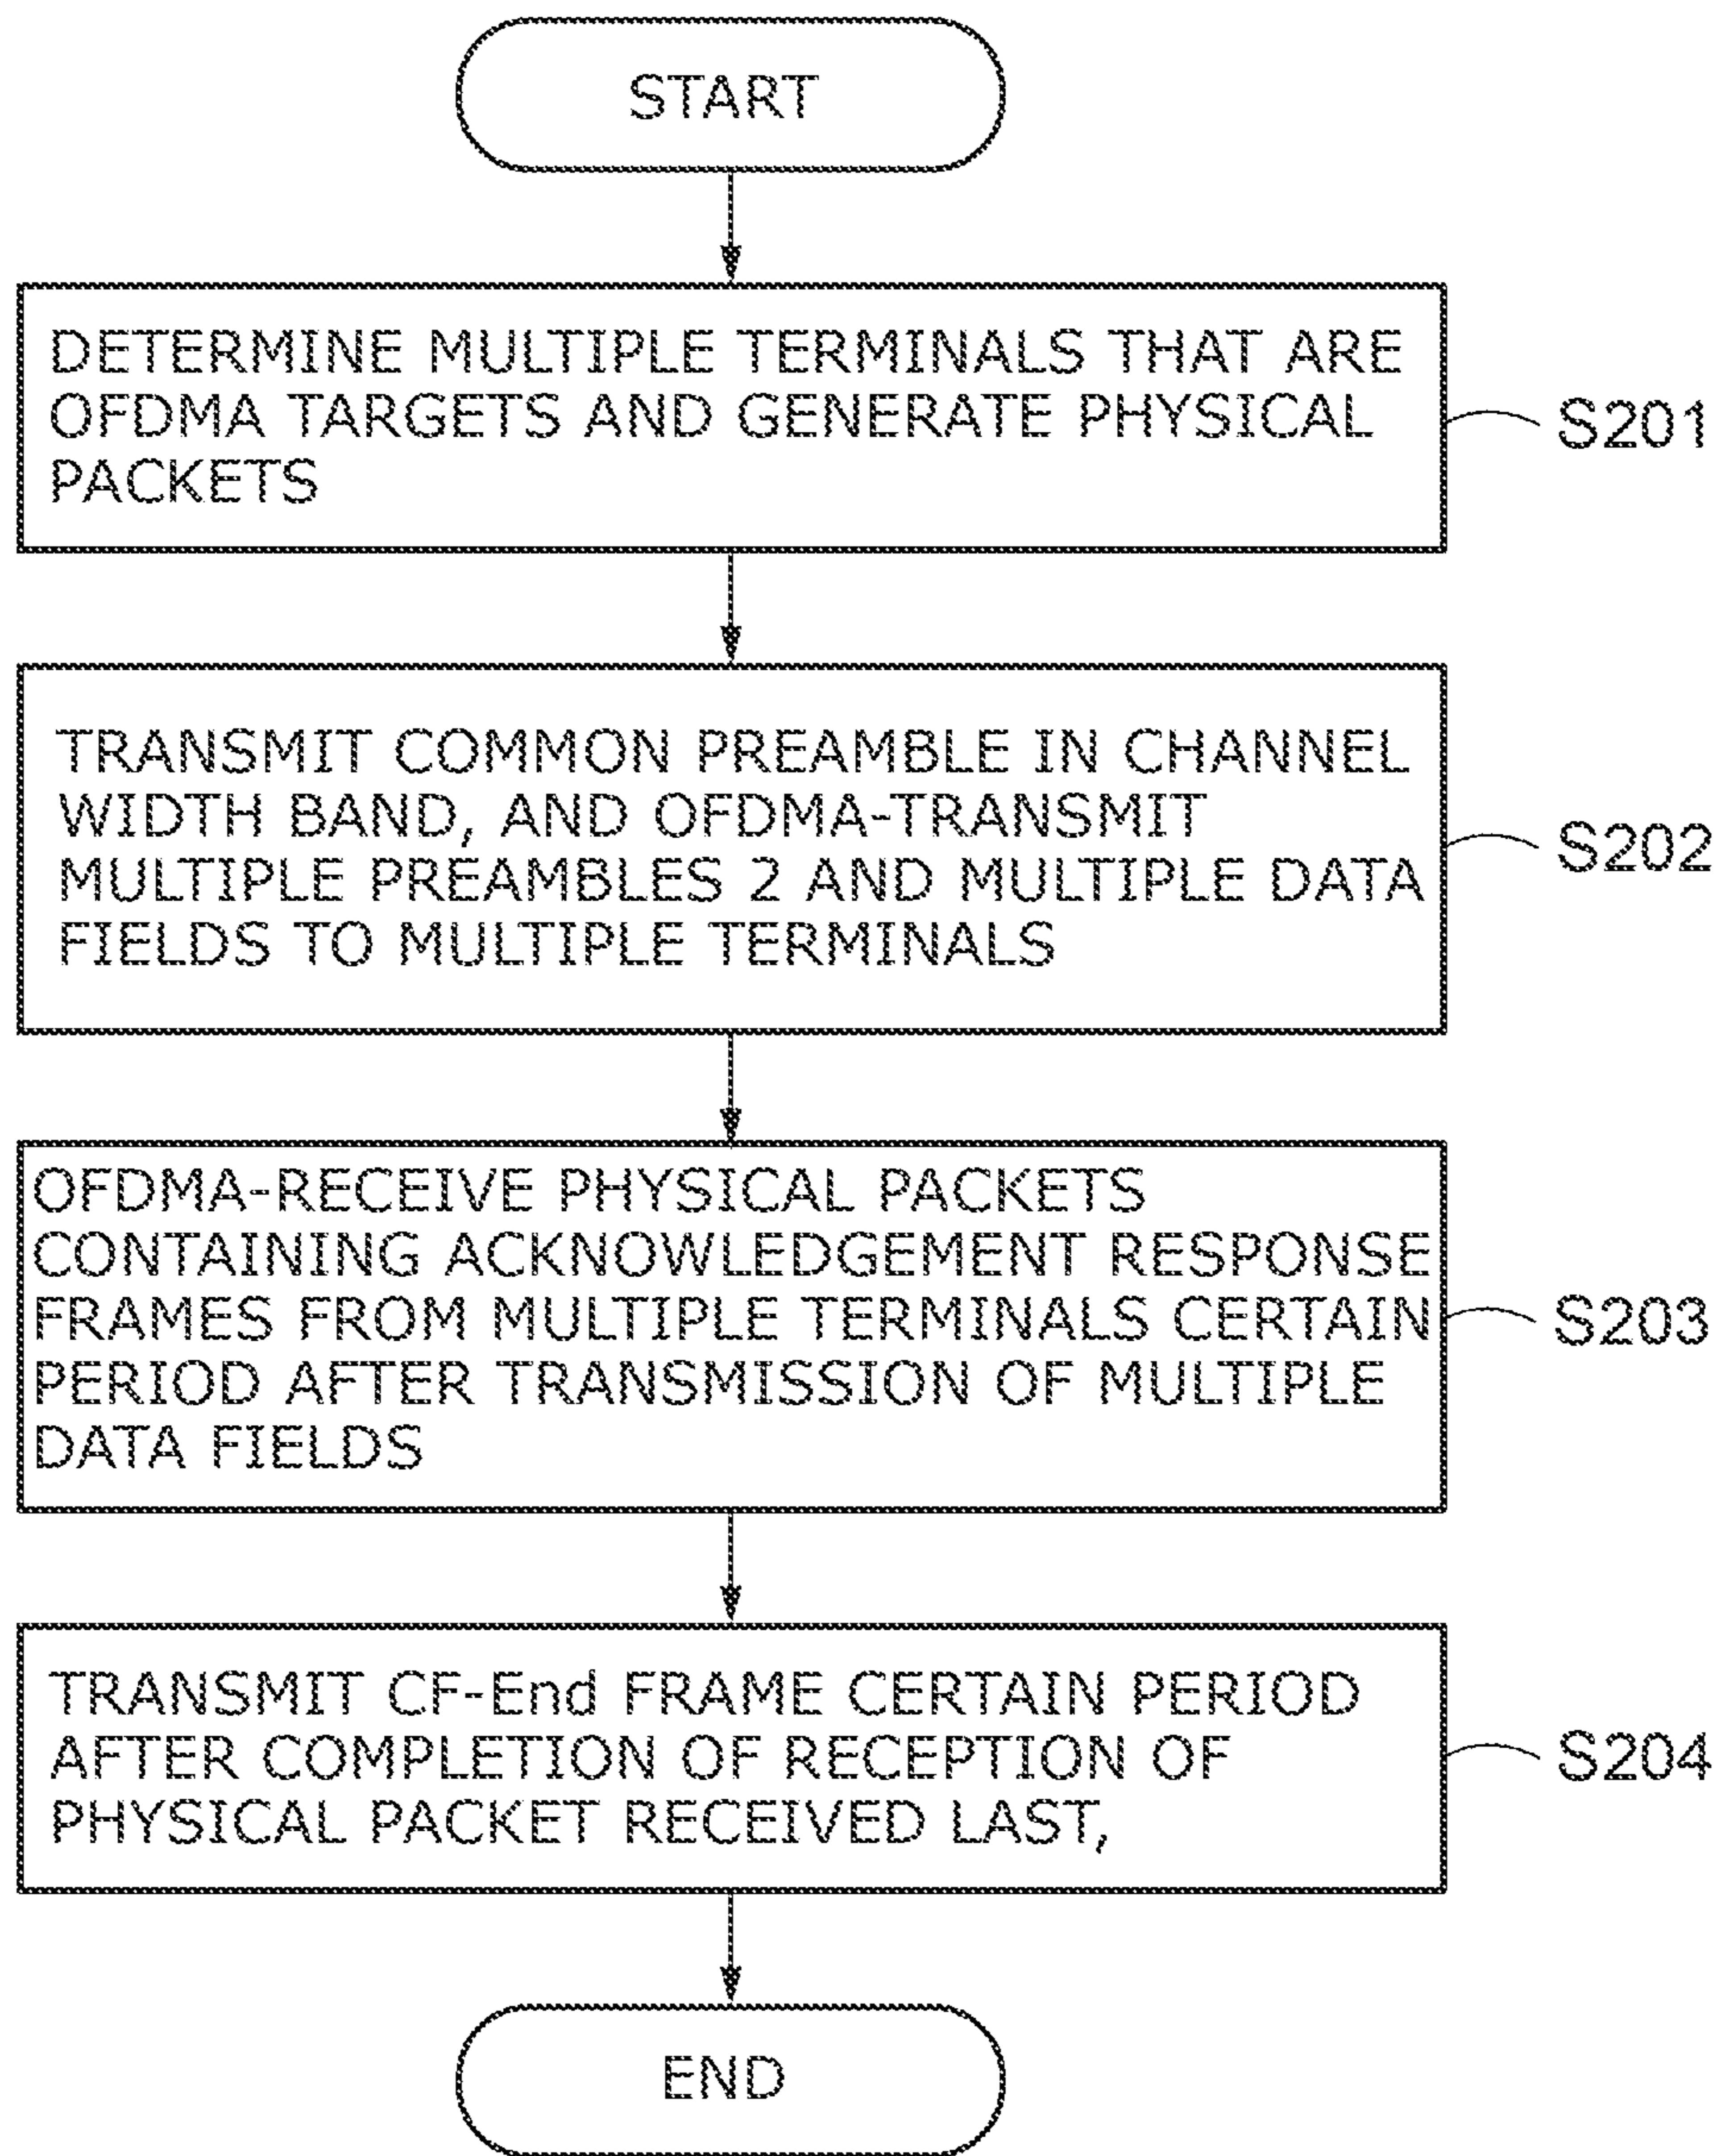 START
DETERMINE MULTIPLE TERMINALS THAT ARE
OFDMA TARGETS AND GENERATE PHYSICAL
PACKETS
S201
TRANSMIT COMMON PREAMBLE IN CHANNEL
WIDTH BAND, AND OFDMA-TRANSMIT
MULTIPLE PREAMBLES 2 AND MULTIPLE DATA
FIELDS TO MULTIPLE TERMINALS
S202
OFDMA-RECEIVE PHYSICAL PACKETS
CONTAINING ACKNOWLEDGEMENT RESPONSE
FRAMES FROM MULTIPLE TERMINALS CERTAIN
PERIOD AFTER TRANSMISSION OF MULTIPLE
DATA FIELDS
S203
TRANSMIT CF-End FRAME CERTAIN PERIOD
AFTER COMPLETION OF RECEPTION OF
PHYSICAL PACKET RECEIVED LAST,
S204
END